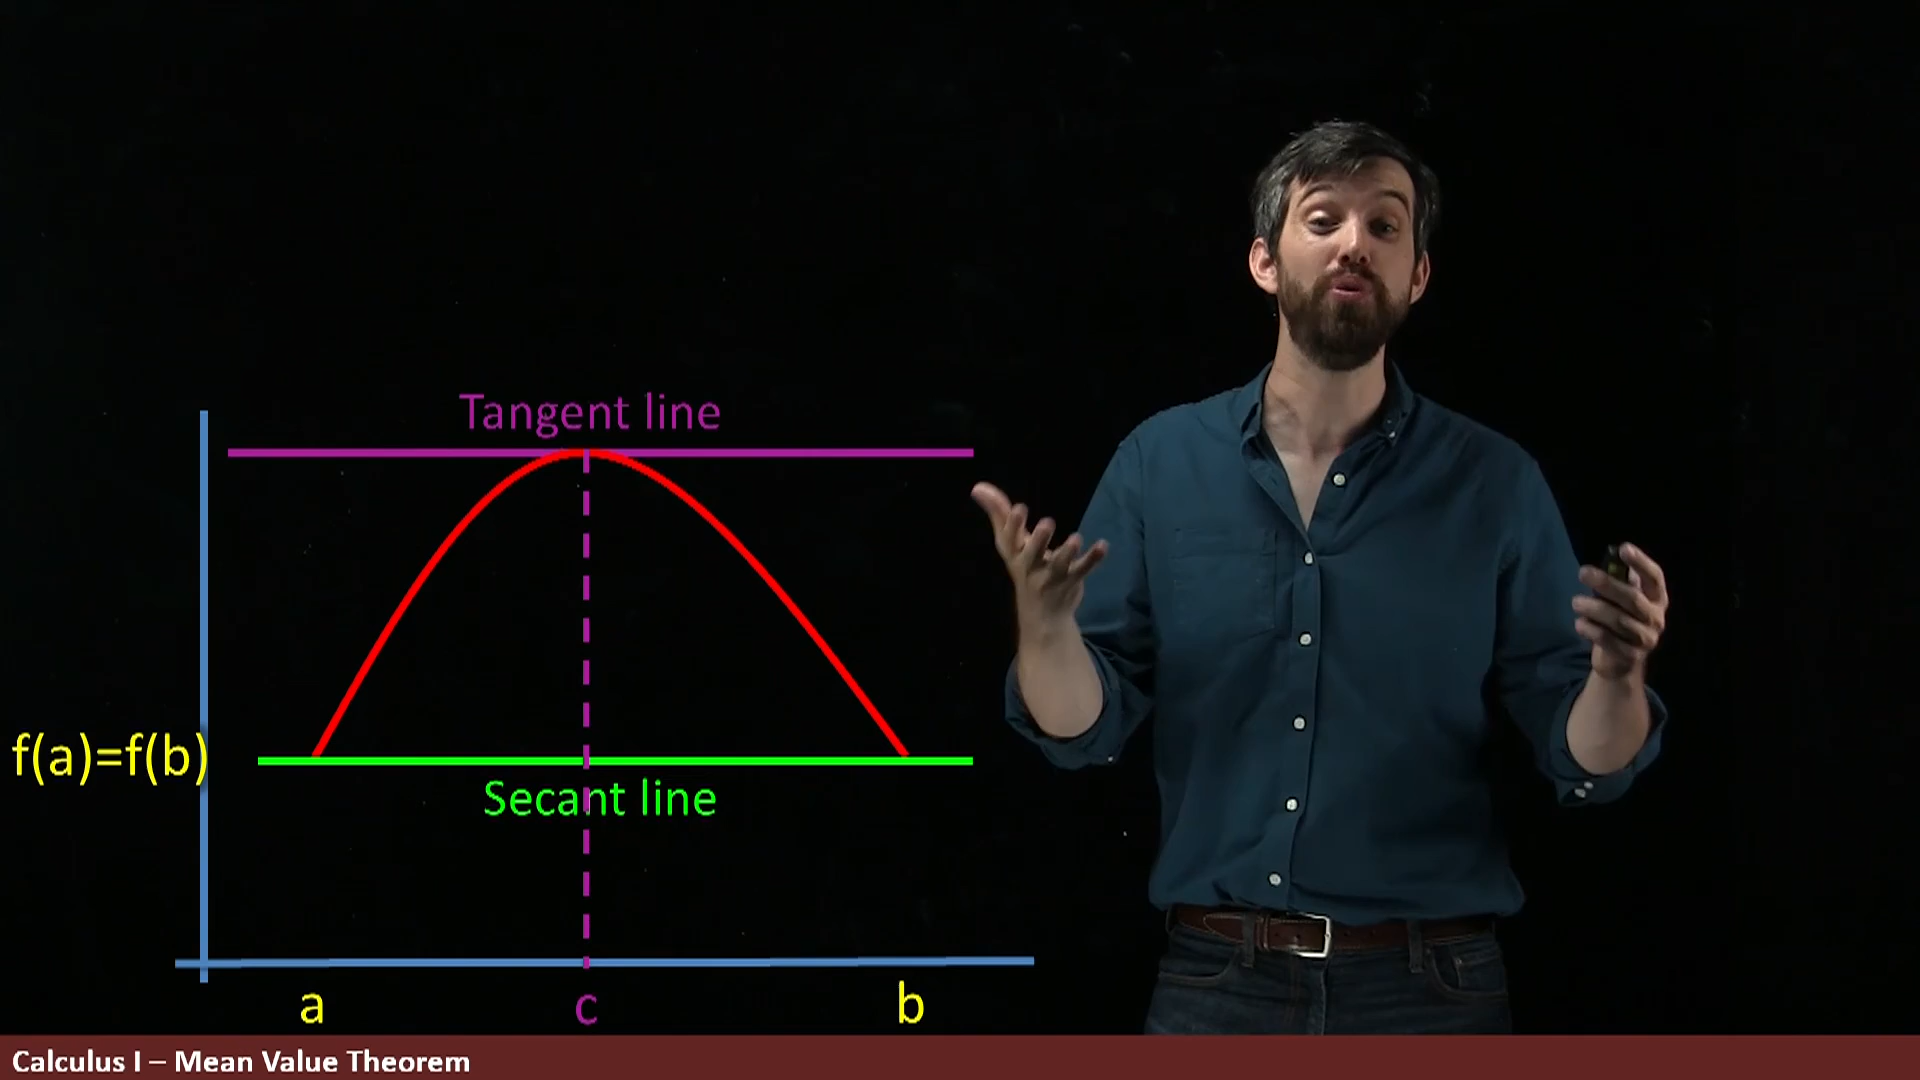 Tangent line
f(a)=f(b)
Secant line
a c b
Calculus I – Mean Value Theorem